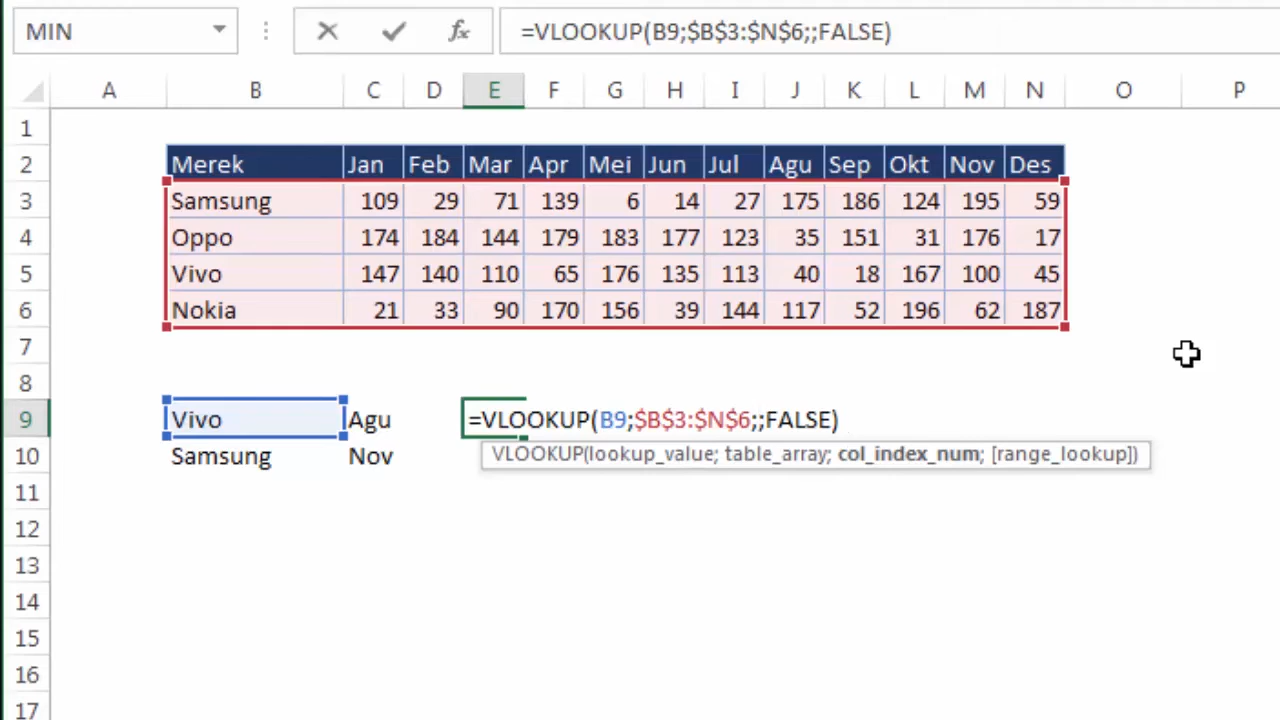 MIN =VLOOKUP(B9;$B$3:$N$6;;FALSE)
A B C D E F G H I J K L M N O P
1
2 Merek Jan Feb Mar Apr Mei Jun Jul Agu Sep Okt Nov Des
3 Samsung 109 29 71 139 6 14 27 175 186 124 195 59
4 Oppo 174 184 144 179 183 177 123 35 151 31 176 17
5 Vivo 147 140 110 65 176 135 113 40 18 167 100 45
6 Nokia 21 33 90 170 156 39 144 117 52 196 62 187
7
8
9 Vivo Agu =VLOOKUP(B9;$B$3:$N$6;;FALSE)
10 Samsung Nov VLOOKUP(lookup_value; table_array; col_index_num; [range_lookup])
11
12
13
14
15
16
17